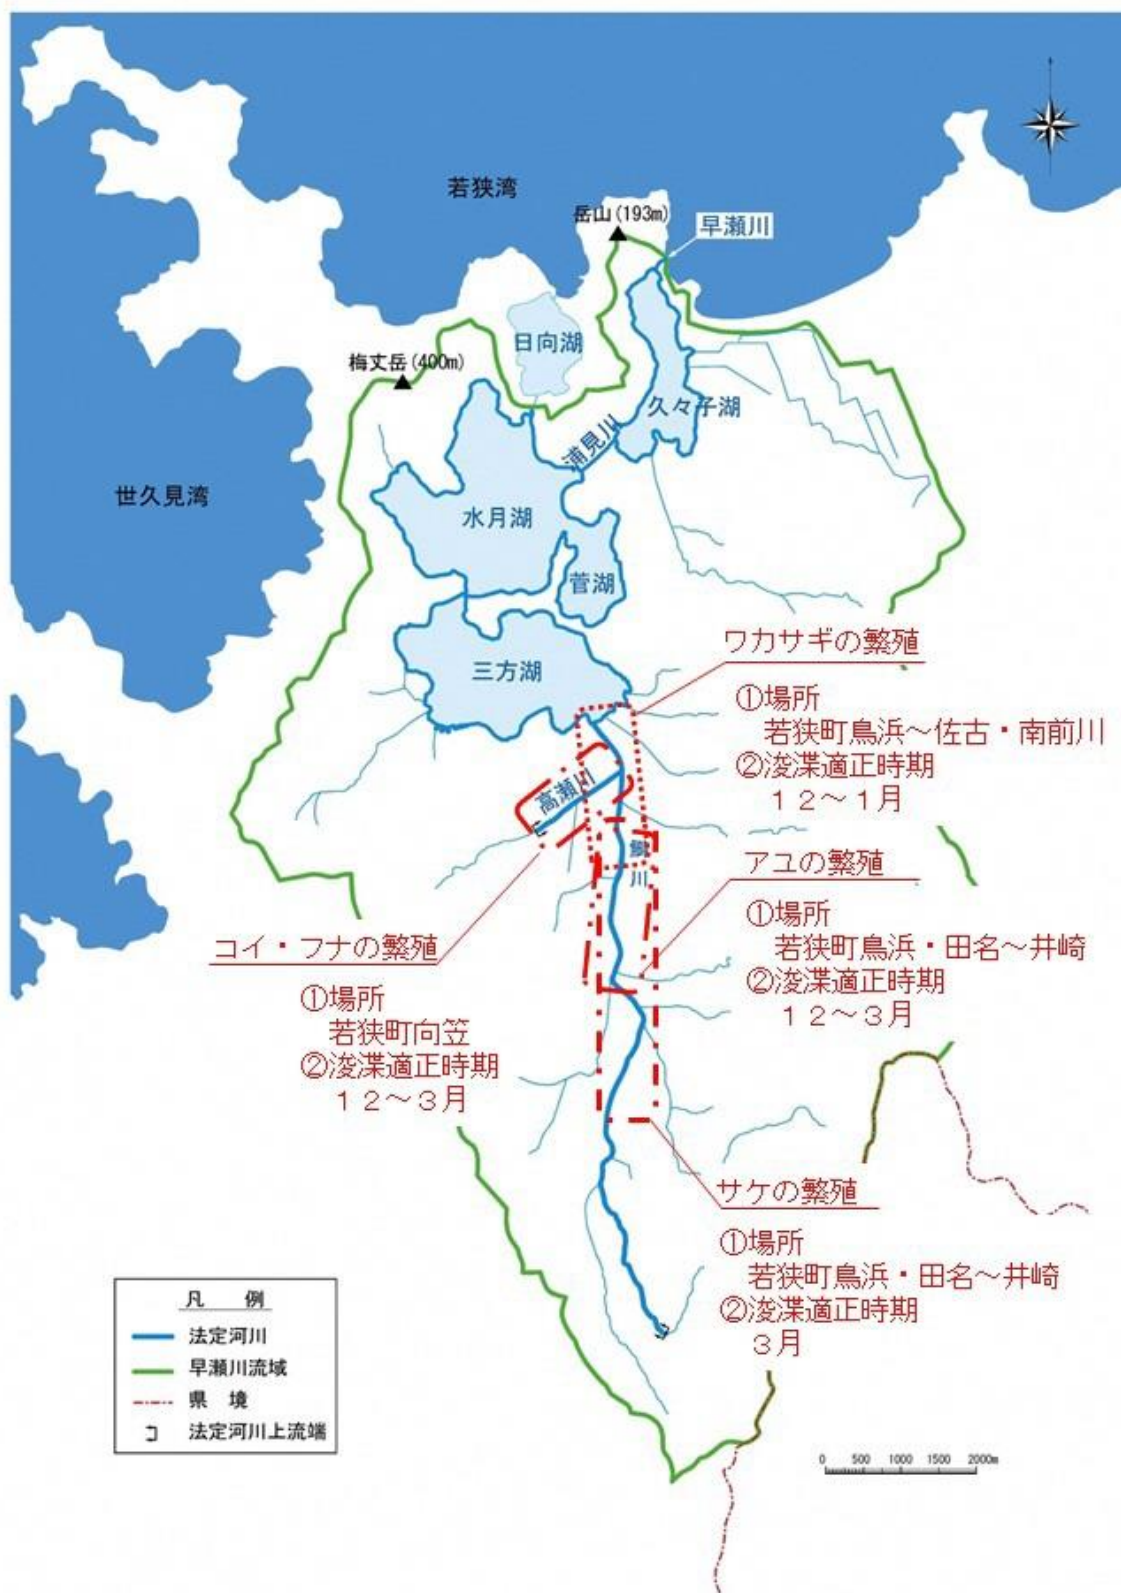 若狭湾
岳山(193m)
早瀬川
日向湖
梅丈岳(400m)
久々子湖
浦見川
世久見湾
水月湖
菅湖
三方湖
ワカサギの繁殖
①場所
若狭町鳥浜～佐古・南前川
②浚渫適正時期
１２～１月
高瀬川
川
アユの繁殖
①場所
若狭町鳥浜・田名～井崎
②浚渫適正時期
１２～３月
コイ・フナの繁殖
①場所
若狭町向笠
②浚渫適正時期
１２～３月
サケの繁殖
①場所
若狭町鳥浜・田名～井崎
②浚渫適正時期
３月
凡　例
法定河川
早瀬川流域
県　境
法定河川上流端
0 500 1000 1500 2000m